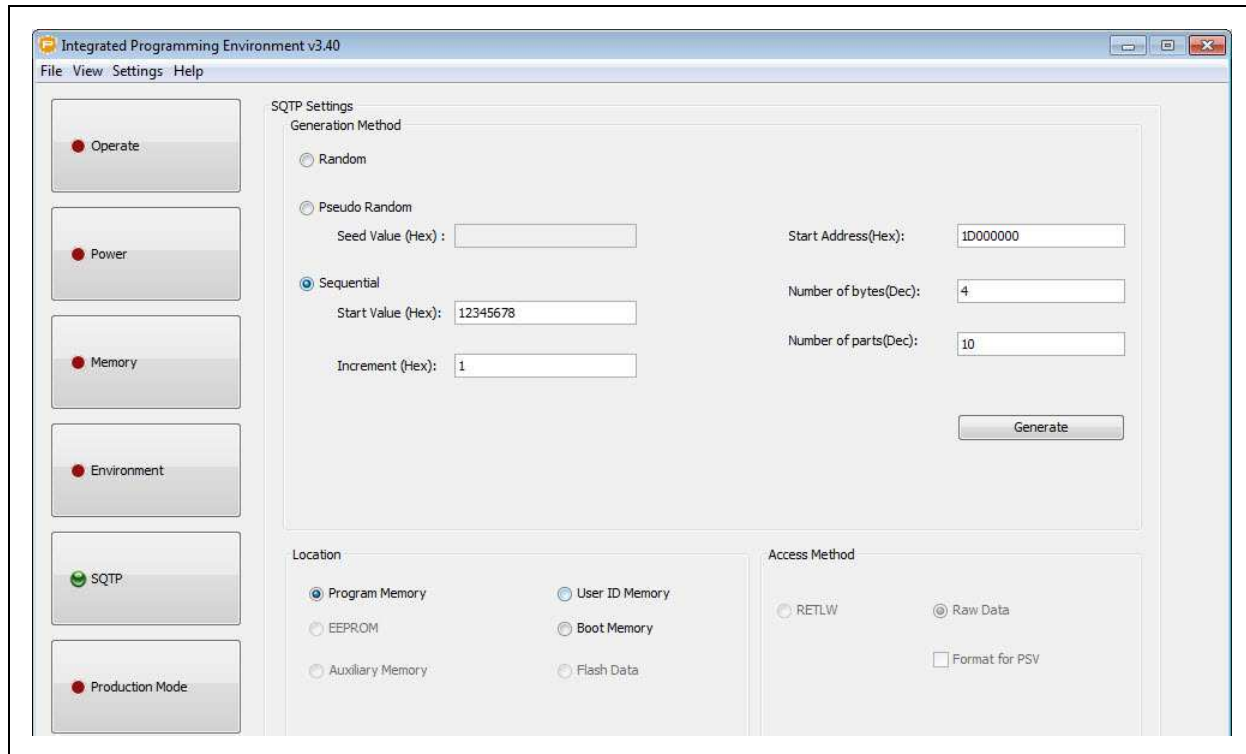 Integrated Programming Environment v3.40
File View Settings Help
Operate
Power
Memory
Environment
SQTP
Production Mode
SQTP Settings
Generation Method
Random
Pseudo Random
Seed Value (Hex) :
Sequential
Start Value (Hex): 12345678
Increment (Hex): 1
Start Address(Hex): 1D000000
Number of bytes(Dec): 4
Number of parts(Dec): 10
Generate
Location
Program Memory
User ID Memory
EEPROM
Boot Memory
Auxiliary Memory
Flash Data
Access Method
RETLW
Raw Data
Format for PSV